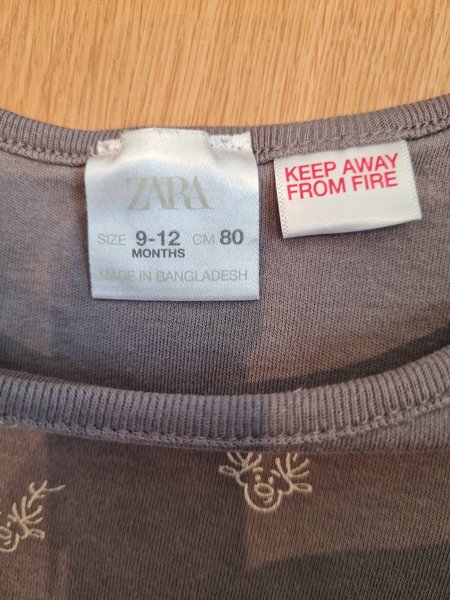 ZARA
SIZE 9-12 CM 80
MONTHS
MADE IN BANGLADESH
KEEP AWAY
FROM FIRE